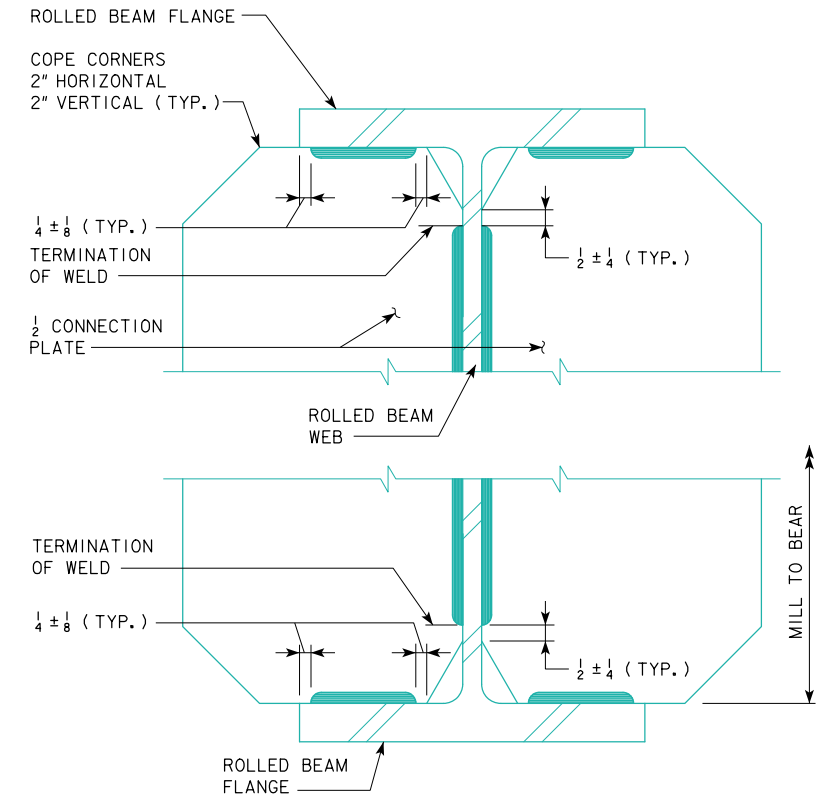 ROLLED BEAM FLANGE
COPE CORNERS
2" HORIZONTAL
2" VERTICAL (TYP.)
1/4 ± 1/8 (TYP.)
TERMINATION
OF WELD
1/2 ± 1/4 (TYP.)
1/2 CONNECTION
PLATE
ROLLED BEAM
WEB
MILL TO BEAR
TERMINATION
OF WELD
1/4 ± 1/8 (TYP.)
1/2 ± 1/4 (TYP.)
ROLLED BEAM
FLANGE